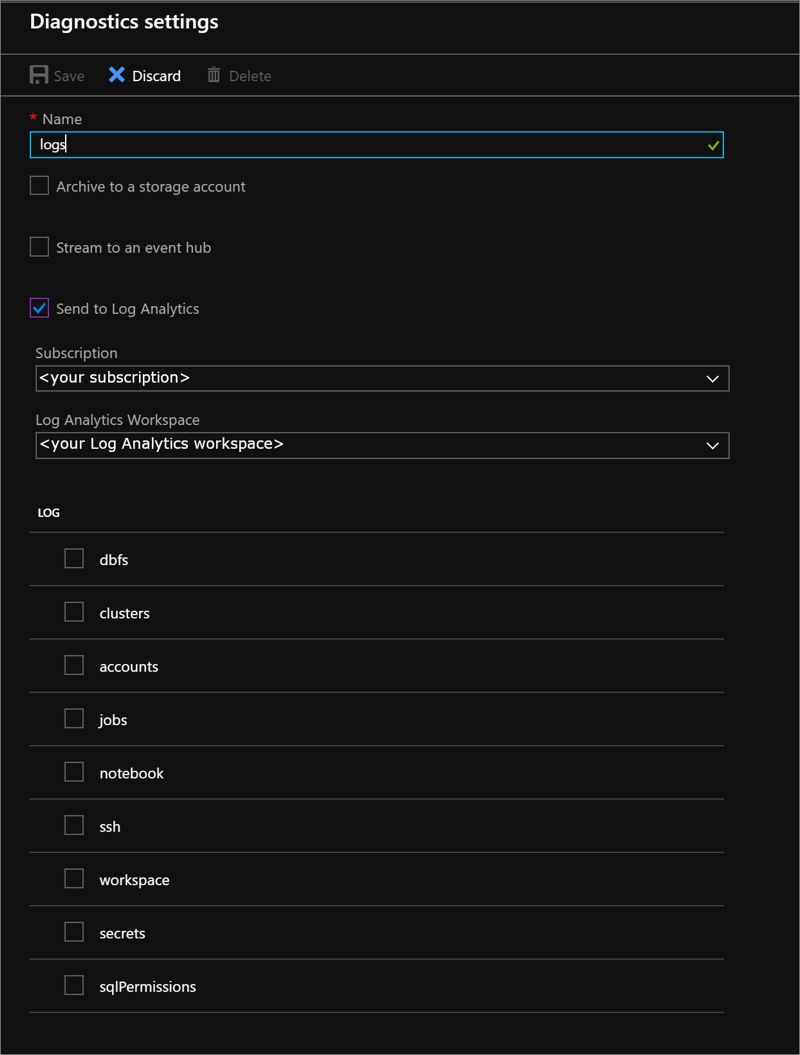 Diagnostics settings
Save Discard Delete
* Name
logs
Archive to a storage account
Stream to an event hub
Send to Log Analytics
Subscription
<your subscription>
Log Analytics Workspace
<your Log Analytics workspace>
LOG
dbfs
clusters
accounts
jobs
notebook
ssh
workspace
secrets
sqlPermissions